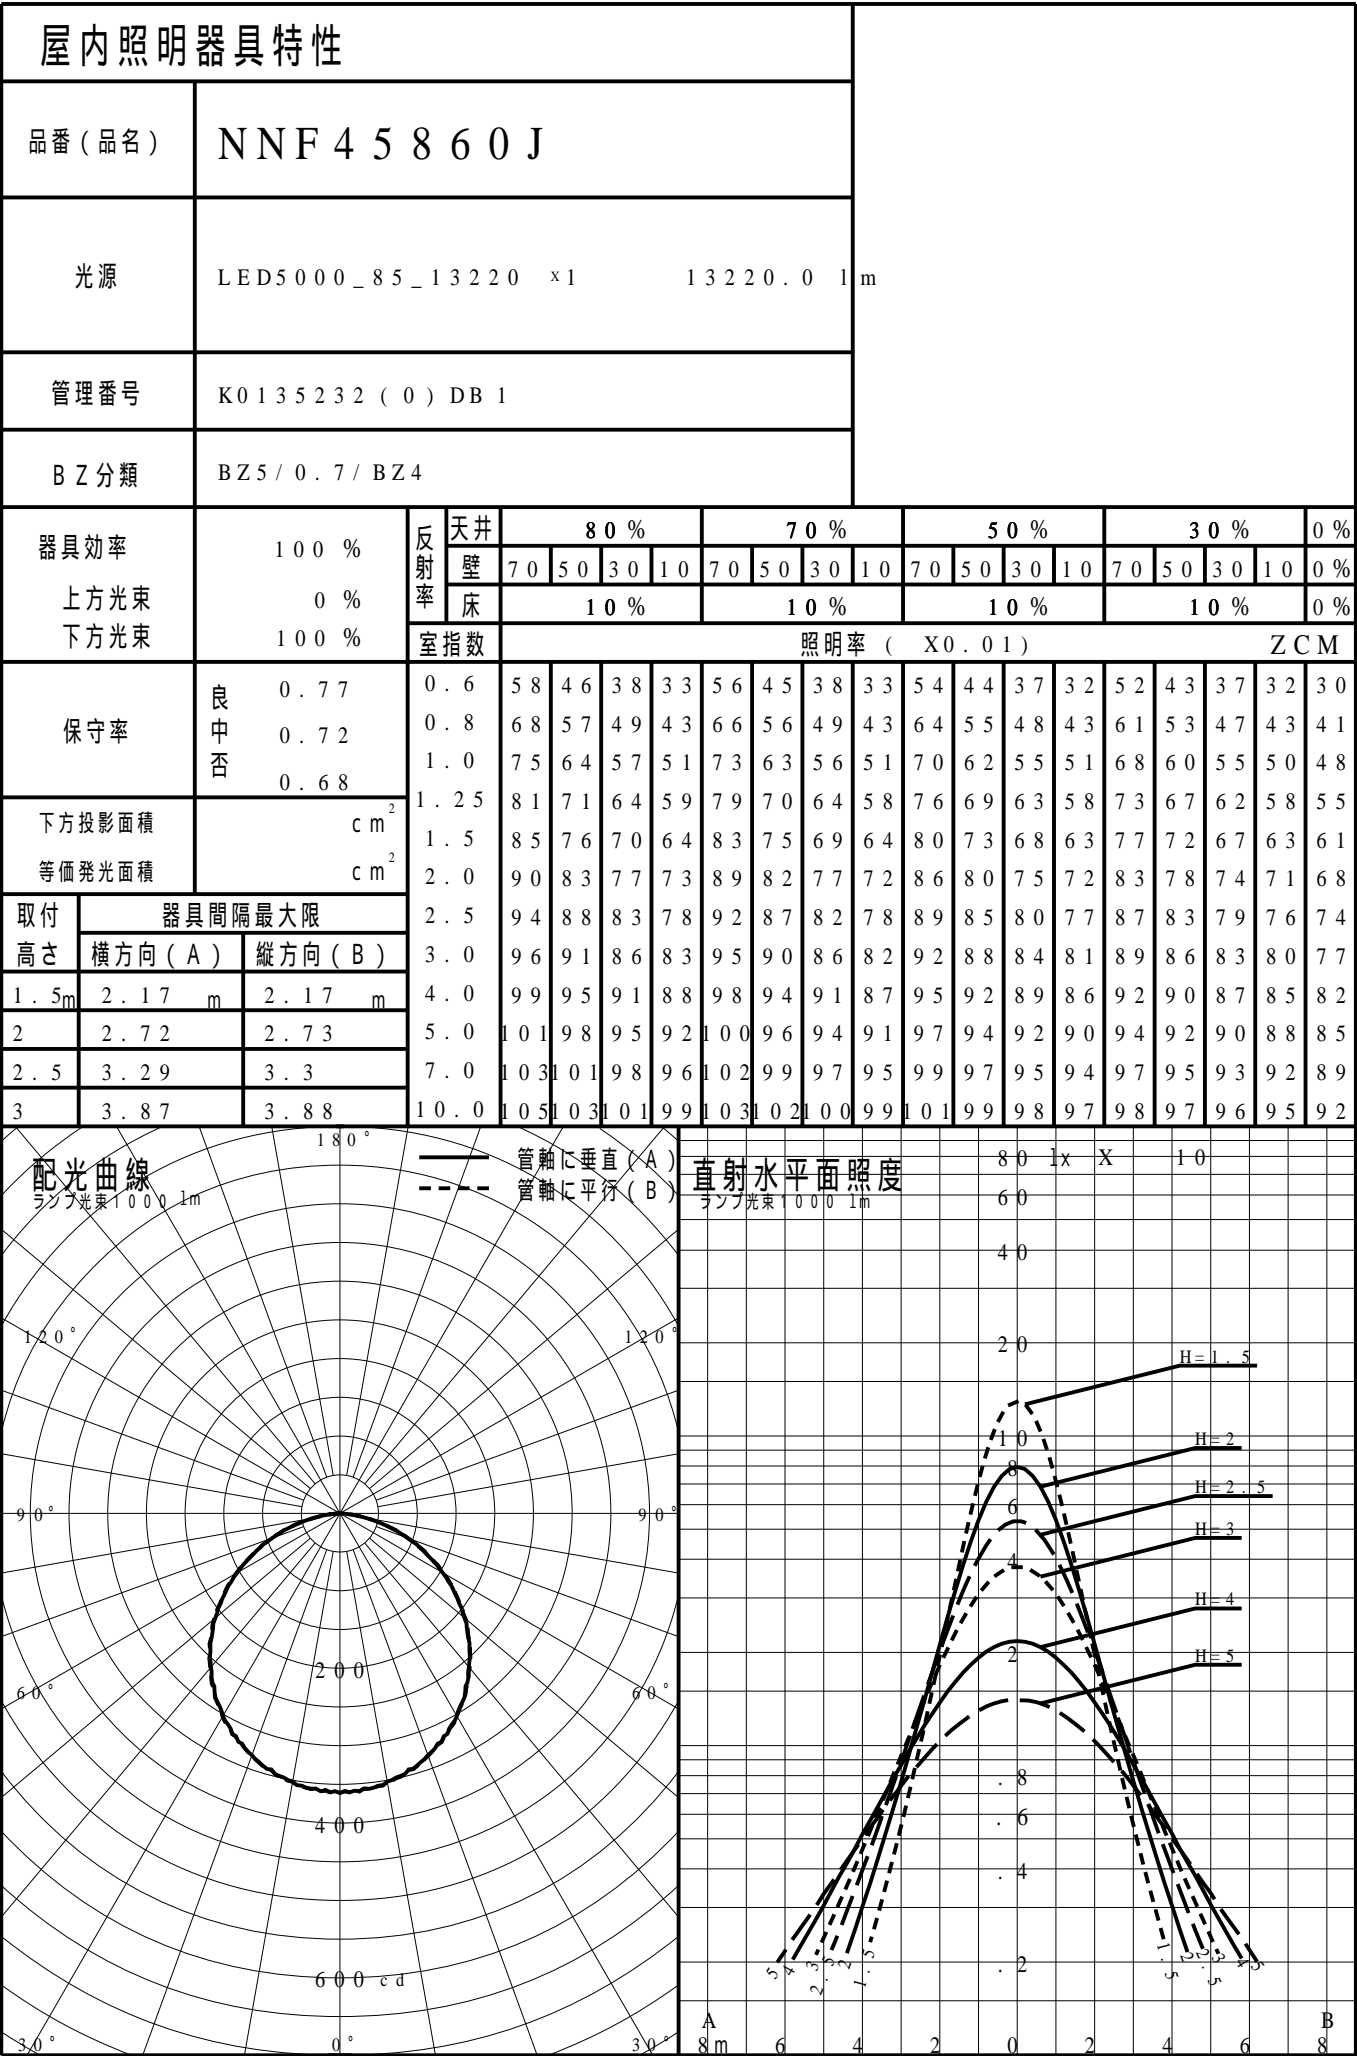 屋内照明器具特性
品番(品名) NNF45860J
光源 LED5000_85_13220 x1 13220.0 lm
管理番号 K0135232(0)DB1
BZ分類 BZ5/0.7/BZ4
器具効率 100 %
上方光束 0 %
下方光束 100 %
保守率 良 0.77
中 0.72
否 0.68
下方投影面積 cm2
等価発光面積 cm2
取付高さ 器具間隔最大限
横方向(A) 縦方向(B)
1.5m 2.17 m 2.17 m
2 2.72 2.73
2.5 3.29 3.3
3 3.87 3.88
反射率 天井 80% 70% 50% 30% 0%
壁 70 50 30 10 70 50 30 10 70 50 30 10 70 50 30 10 0%
床 10% 10% 10% 10% 0%
室指数 照明率 ( X0.01) ZCM
0.6 58 46 38 33 56 45 38 33 54 44 37 32 52 43 37 32 30
0.8 68 57 49 43 66 56 49 43 64 55 48 43 61 53 47 43 41
1.0 75 64 57 51 73 63 56 51 70 62 55 51 68 60 55 50 48
1.25 81 71 64 59 79 70 64 58 76 69 63 58 73 67 62 58 55
1.5 85 76 70 64 83 75 69 64 80 73 68 63 77 72 67 63 61
2.0 90 83 77 73 89 82 77 72 86 80 75 72 83 78 74 71 68
2.5 94 88 83 78 92 87 82 78 89 85 80 77 87 83 79 76 74
3.0 96 91 86 83 95 90 86 82 92 88 84 81 89 86 83 80 77
4.0 99 95 91 88 98 94 91 87 95 92 89 86 92 90 87 85 82
5.0 101 98 95 92 100 96 94 91 97 94 92 90 94 92 90 88 85
7.0 103 101 98 96 102 99 97 95 99 97 95 94 97 95 93 92 89
10.0 105 103 101 99 103 102 100 99 101 99 98 97 98 97 96 95 92
配光曲線
ランプ光束1000 lm
管軸に垂直(A)
管軸に平行(B)
180°
120° 120°
90° 90°
200
60° 60°
400
600 cd
30° 0° 30°
直射水平面照度
ランプ光束1000 lm
80 lx X 10
60
40
20
H=1.5
10
H=2
8
H=2.5
6
H=3
4
H=4
2
H=5
.8
.6
.4
.2
5 4 3 2.5 2 1.5 1.5 2 2.5 3 4 5
A B
8m 6 4 2 0 2 4 6 8